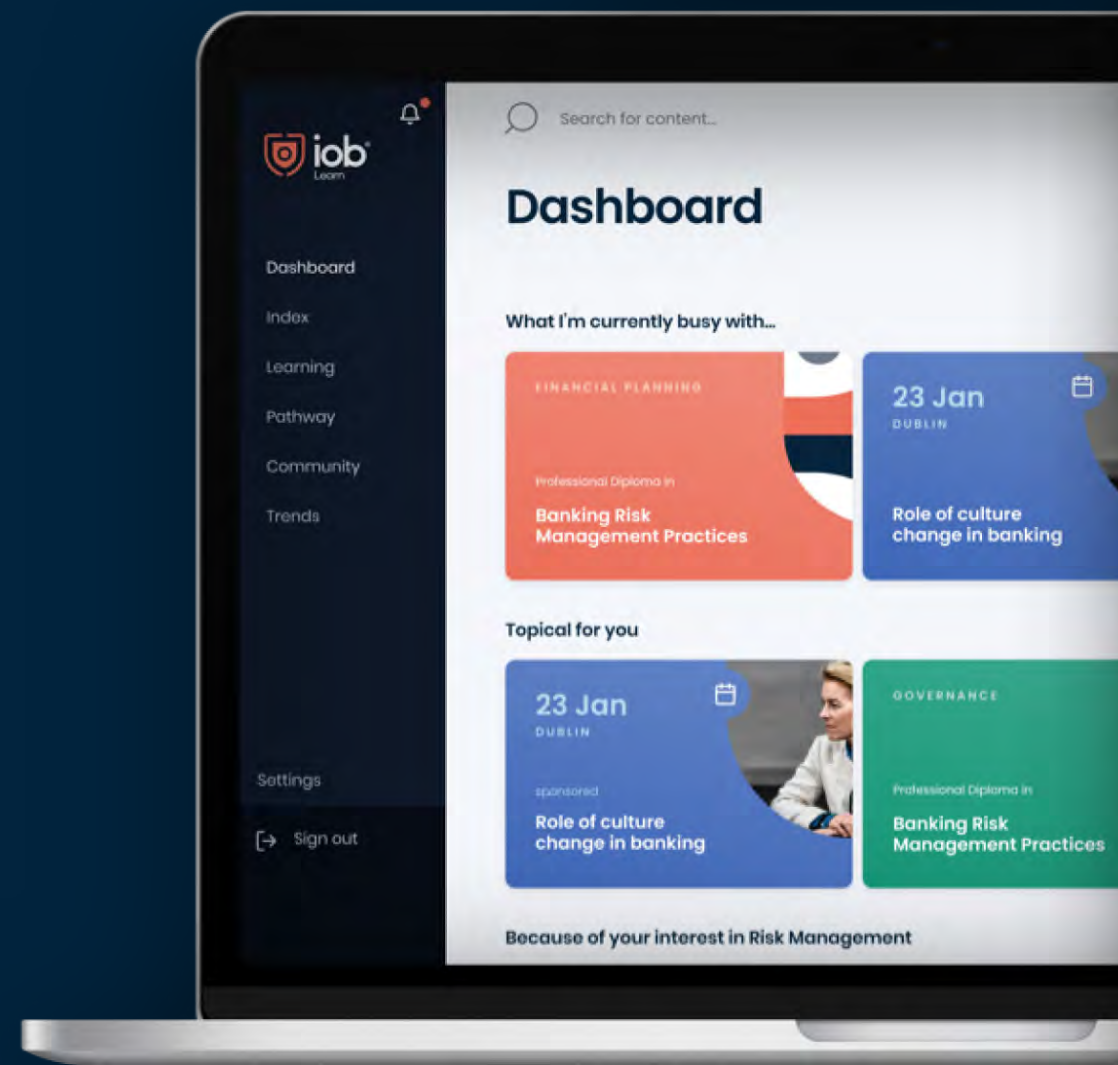 iob
Learn
Dashboard
Index
Learning
Pathway
Community
Trends
Settings
Sign out
Search for content...
Dashboard
What I'm currently busy with...
FINANCIAL PLANNING
Professional Diploma in
Banking Risk
Management Practices
23 Jan
DUBLIN
Role of culture
change in banking
Topical for you
23 Jan
DUBLIN
sponsored
Role of culture
change in banking
GOVERNANCE
Professional Diploma in
Banking Risk
Management Practices
Because of your interest in Risk Management